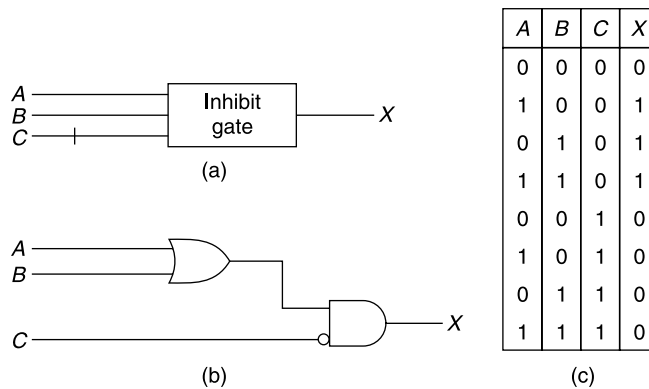 A
B
C
Inhibit
gate
X
(a)
A
B
C
X
(b)
A B C X
0 0 0 0
1 0 0 1
0 1 0 1
1 1 0 1
0 0 1 0
1 0 1 0
0 1 1 0
1 1 1 0
(c)